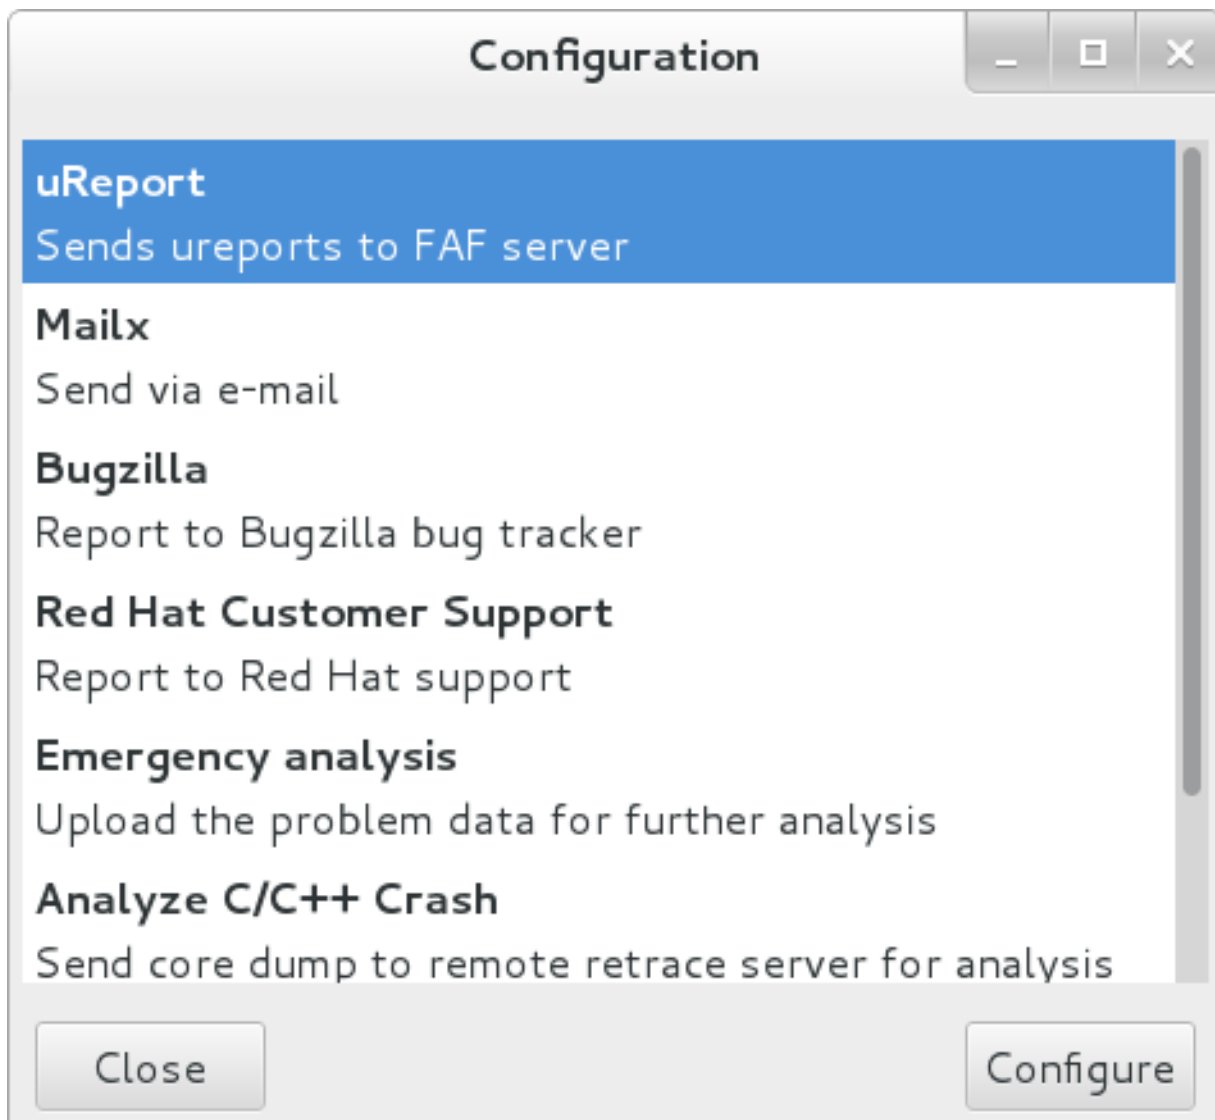 Configuration
uReport
Sends ureports to FAF server
Mailx
Send via e-mail
Bugzilla
Report to Bugzilla bug tracker
Red Hat Customer Support
Report to Red Hat support
Emergency analysis
Upload the problem data for further analysis
Analyze C/C++ Crash
Send core dump to remote retrace server for analysis
Close
Configure